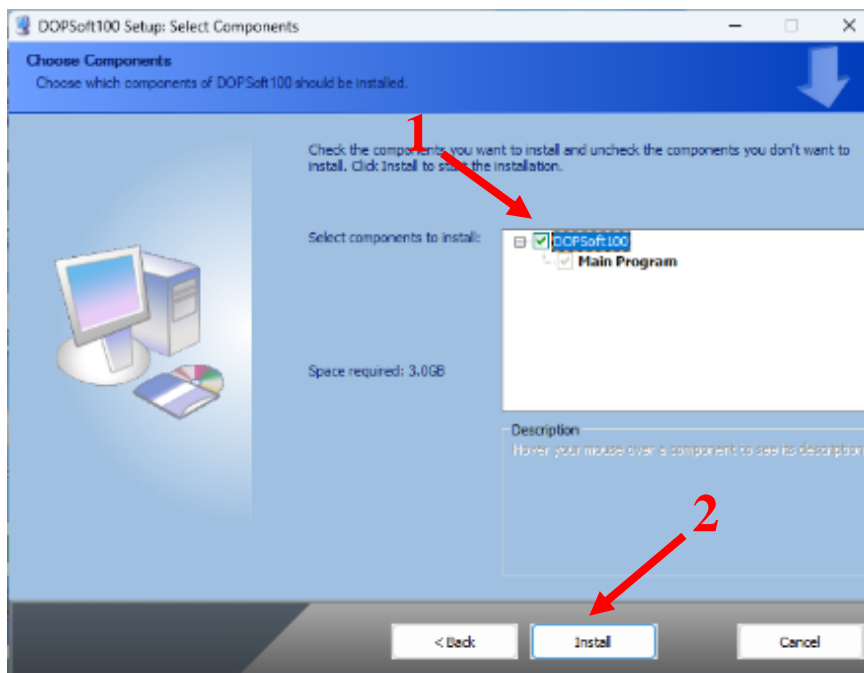 DOPSoft100 Setup: Select Components
Choose Components
Choose which components of DOPSoft100 should be installed.
1
Check the components you want to install and uncheck the components you don't want to
install. Click Install to start the installation.
Select components to install:
DOPSoft100
Main Program
Space required: 3.0GB
Description
Hover your mouse over a component to see its description
2
< Back
Install
Cancel